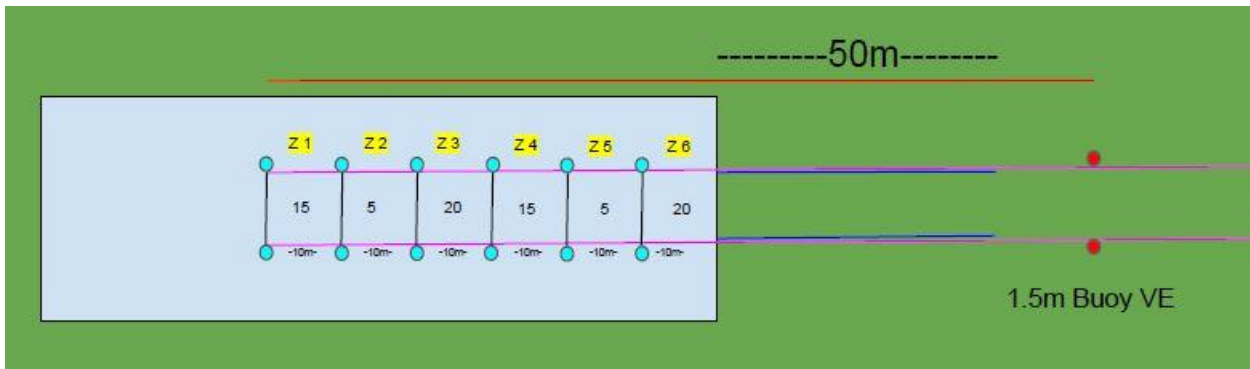 ---------50m--------
Z 1 Z 2 Z 3 Z 4 Z 5 Z 6
15 5 20 15 5 20
-10m- -10m- -10m- -10m- -10m- -10m-
1.5m Buoy VE